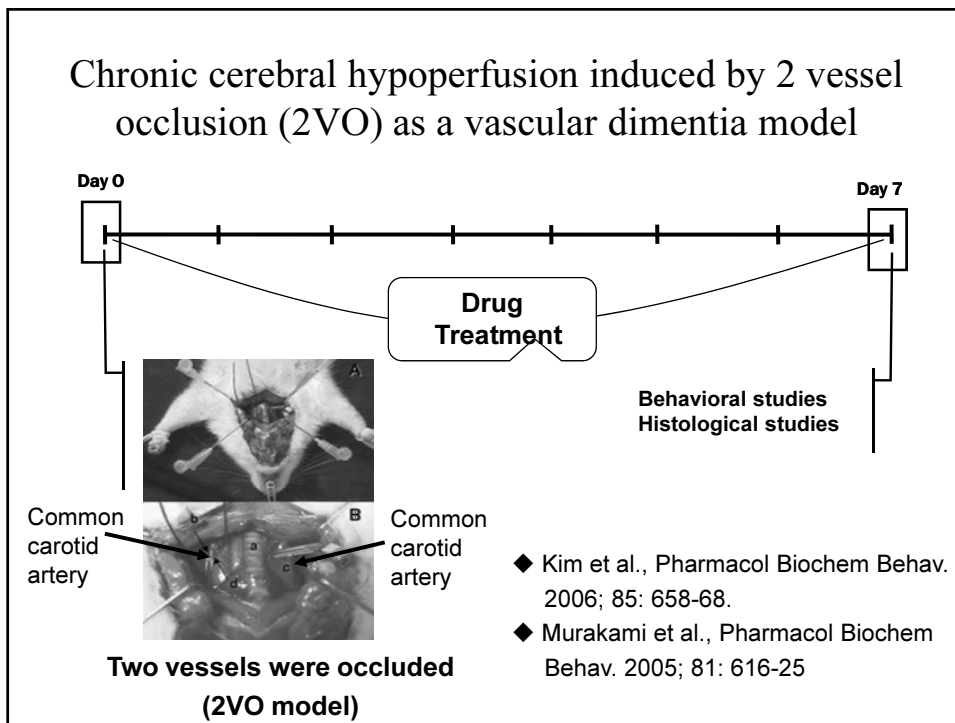 Chronic cerebral hypoperfusion induced by 2 vessel
occlusion (2VO) as a vascular dimentia model
Day 0
Day 7
Drug
Treatment
A
Behavioral studies
Histological studies
B
b
a
c
d
Common
carotid
artery
Common
carotid
artery
◆ Kim et al., Pharmacol Biochem Behav.
2006; 85: 658-68.
◆ Murakami et al., Pharmacol Biochem
Behav. 2005; 81: 616-25
Two vessels were occluded
(2VO model)